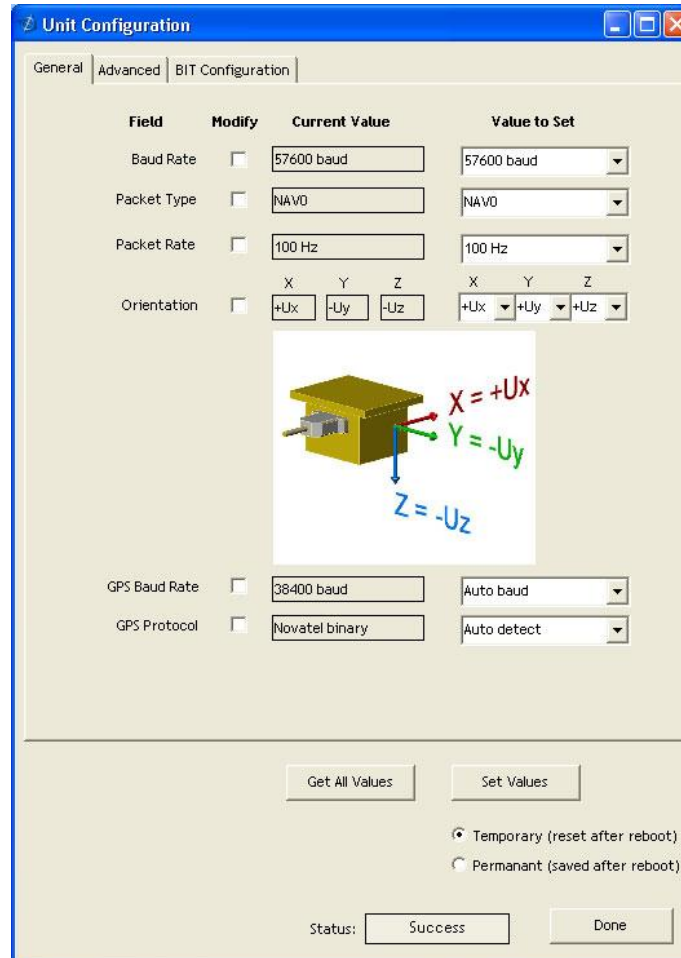 Unit Configuration
General Advanced BIT Configuration
Field Modify Current Value Value to Set
Baud Rate 57600 baud 57600 baud
Packet Type NAV0 NAV0
Packet Rate 100 Hz 100 Hz
X Y Z X Y Z
Orientation +Ux -Uy -Uz +Ux +Uy +Uz
X = +Ux
Y = -Uy
Z = -Uz
GPS Baud Rate 38400 baud Auto baud
GPS Protocol Novatel binary Auto detect
Get All Values Set Values
Temporary (reset after reboot)
Permanant (saved after reboot)
Status: Success Done